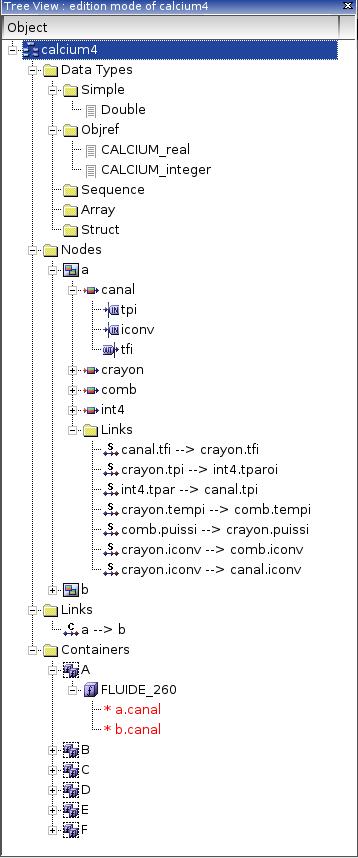 Tree View : edition mode of calcium4
Object
calcium4
Data Types
Simple
Double
Objref
CALCIUM_real
CALCIUM_integer
Sequence
Array
Struct
Nodes
a
canal
IN tpi
IN iconv
tfi
crayon
comb
int4
Links
S canal.tfi --> crayon.tfi
S crayon.tpi --> int4.tparoi
S int4.tpar --> canal.tpi
S crayon.tempi --> comb.tempi
S comb.puissi --> crayon.puissi
S crayon.iconv --> comb.iconv
S crayon.iconv --> canal.iconv
b
Links
C a --> b
Containers
A
FLUIDE_260
* a.canal
* b.canal
B
C
D
E
F